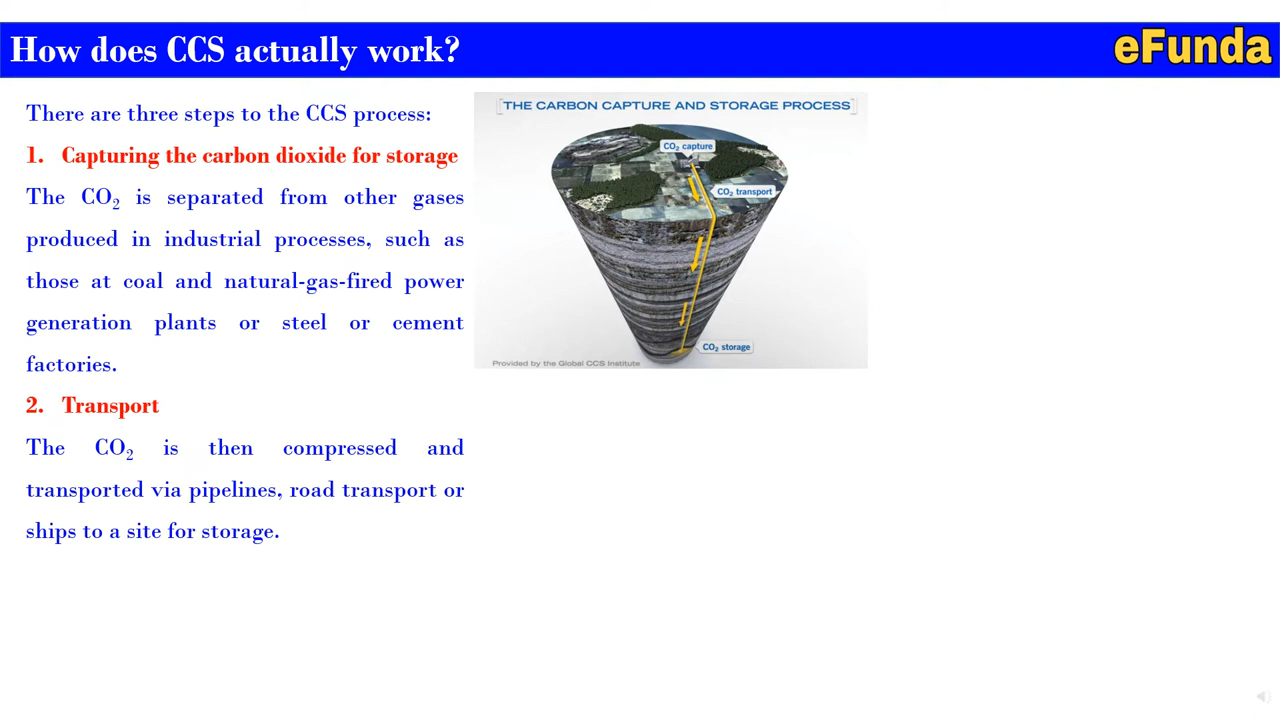 How does CCS actually work?
eFunda
There are three steps to the CCS process:
1. Capturing the carbon dioxide for storage
The CO₂ is separated from other gases
produced in industrial processes, such as
those at coal and natural-gas-fired power
generation plants or steel or cement
factories.
2. Transport
The CO₂ is then compressed and
transported via pipelines, road transport or
ships to a site for storage.
[THE CARBON CAPTURE AND STORAGE PROCESS]
CO₂ capture
CO₂ transport
CO₂ storage
Provided by the Global CCS Institute